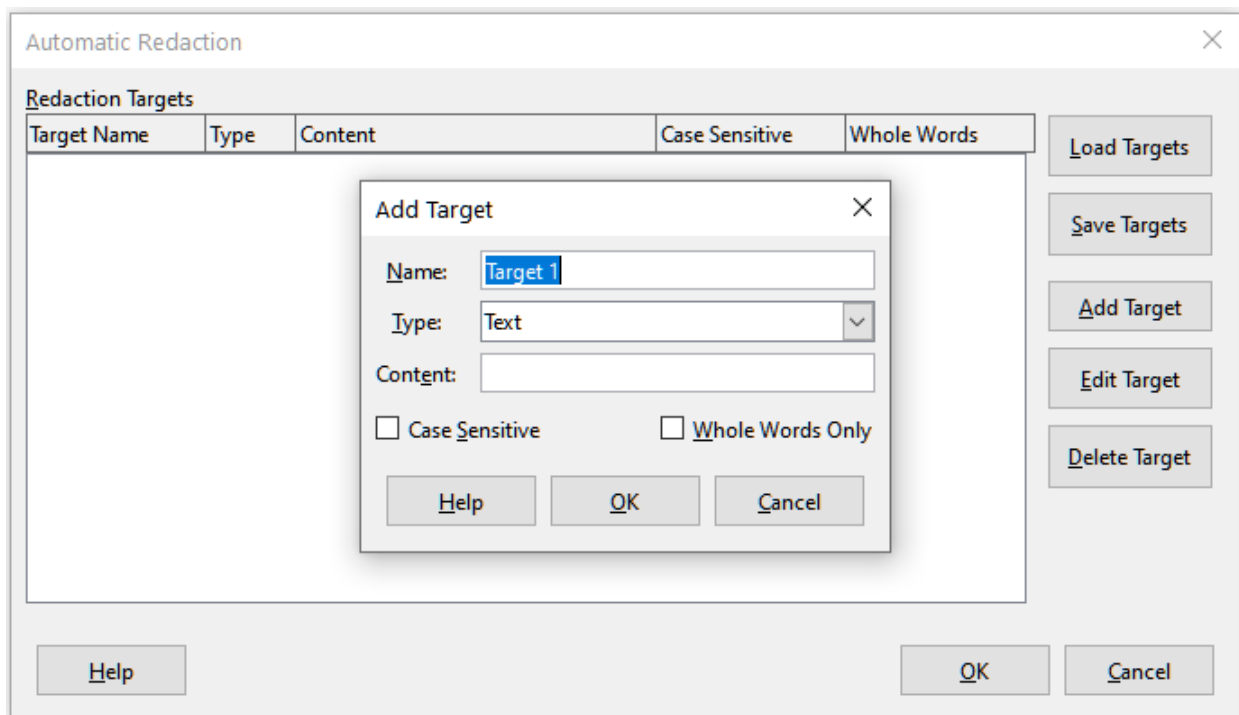 Automatic Redaction
Redaction Targets
Target Name Type Content Case Sensitive Whole Words
Load Targets
Save Targets
Add Target
Edit Target
Delete Target
Add Target
Name: Target 1
Type: Text
Content:
Case Sensitive Whole Words Only
Help OK Cancel
Help OK Cancel